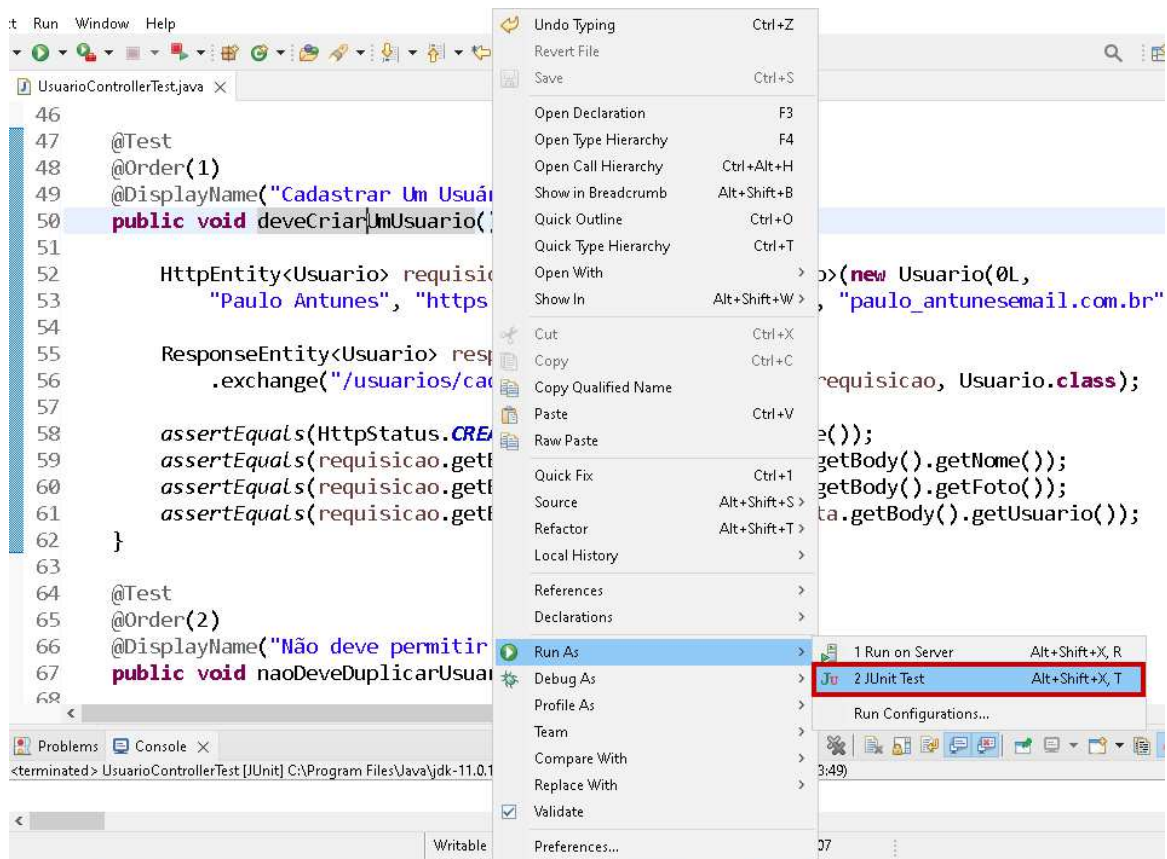 t Run Window Help
UsuarioControllerTest.java
46
47 @Test
48 @Order(1)
49 @DisplayName("Cadastrar Um Usuár
50 public void deveCriarUmUsuario()
51
52 HttpEntity<Usuario> requisic o>(new Usuario(0L,
53 "Paulo Antunes", "https , "paulo_antunesemail.com.br"
54
55 ResponseEntity<Usuario> resp
56 .exchange("/usuarios/cad requisicao, Usuario.class);
57
58 assertEquals(HttpStatus.CREA e());
59 assertEquals(requisicao.getB getBody().getNome());
60 assertEquals(requisicao.getB getBody().getFoto());
61 assertEquals(requisicao.getB ta.getBody().getUsuario());
62 }
63
64 @Test
65 @Order(2)
66 @DisplayName("Não deve permitir
67 public void naoDeveDuplicarUsuar
68
Undo Typing Ctrl+Z
Revert File
Save Ctrl+S
Open Declaration F3
Open Type Hierarchy F4
Open Call Hierarchy Ctrl+Alt+H
Show in Breadcrumb Alt+Shift+B
Quick Outline Ctrl+O
Quick Type Hierarchy Ctrl+T
Open With >
Show In Alt+Shift+W >
Cut Ctrl+X
Copy Ctrl+C
Copy Qualified Name
Paste Ctrl+V
Raw Paste
Quick Fix Ctrl+1
Source Alt+Shift+S >
Refactor Alt+Shift+T >
Local History >
References >
Declarations >
Run As >
Debug As >
Profile As >
Team >
Compare With >
Replace With >
Validate
Preferences...
1 Run on Server Alt+Shift+X, R
Ju 2 JUnit Test Alt+Shift+X, T
Run Configurations...
Problems Console
<terminated> UsuarioControllerTest [JUnit] C:\Program Files\Java\jdk-11.0.1 3:49)
Writable 07